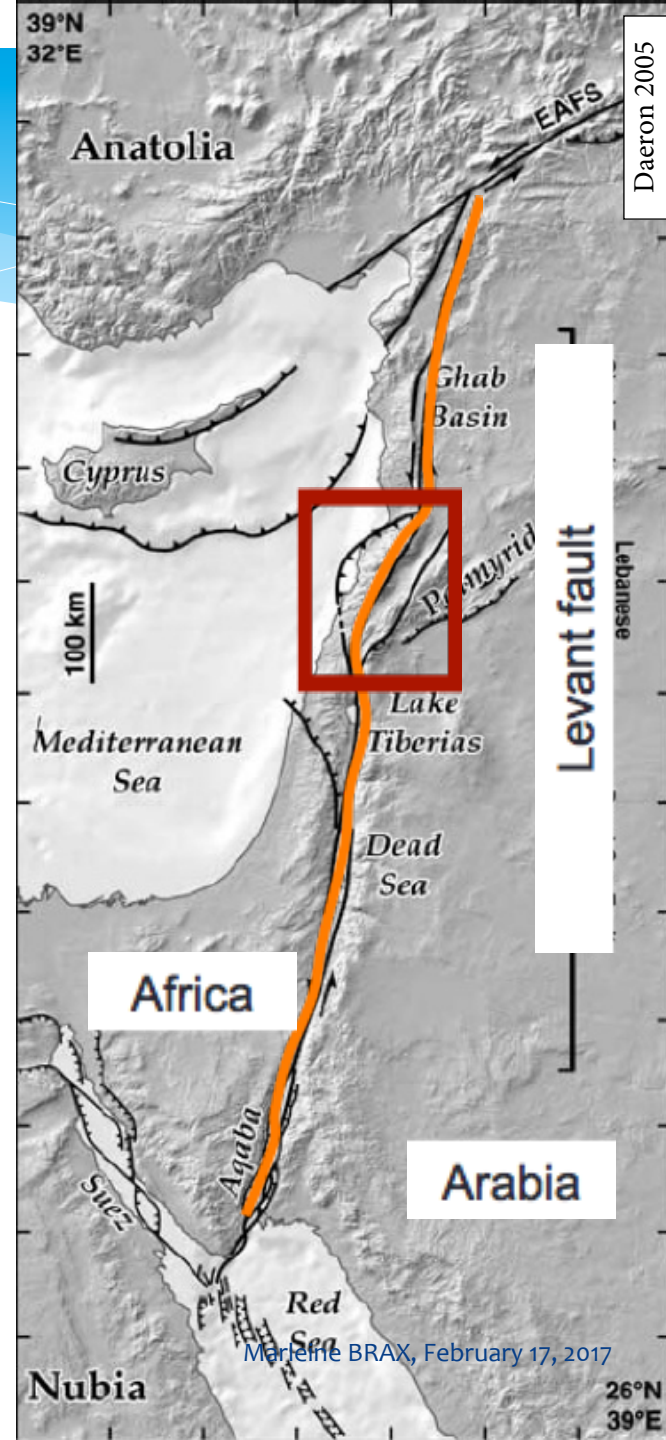 39°N
32°E
Daeron 2005
EAFS
Anatolia
Ghab
Basin
Cyprus
100 km
Lebanese
Levant fault
Lake
Tiberias
Mediterranean
Sea
Dead
Sea
Africa
Aqaba
Arabia
Suez
Red
Sea
Marleine BRAX, February 17, 2017
Nubia
26°N
39°E